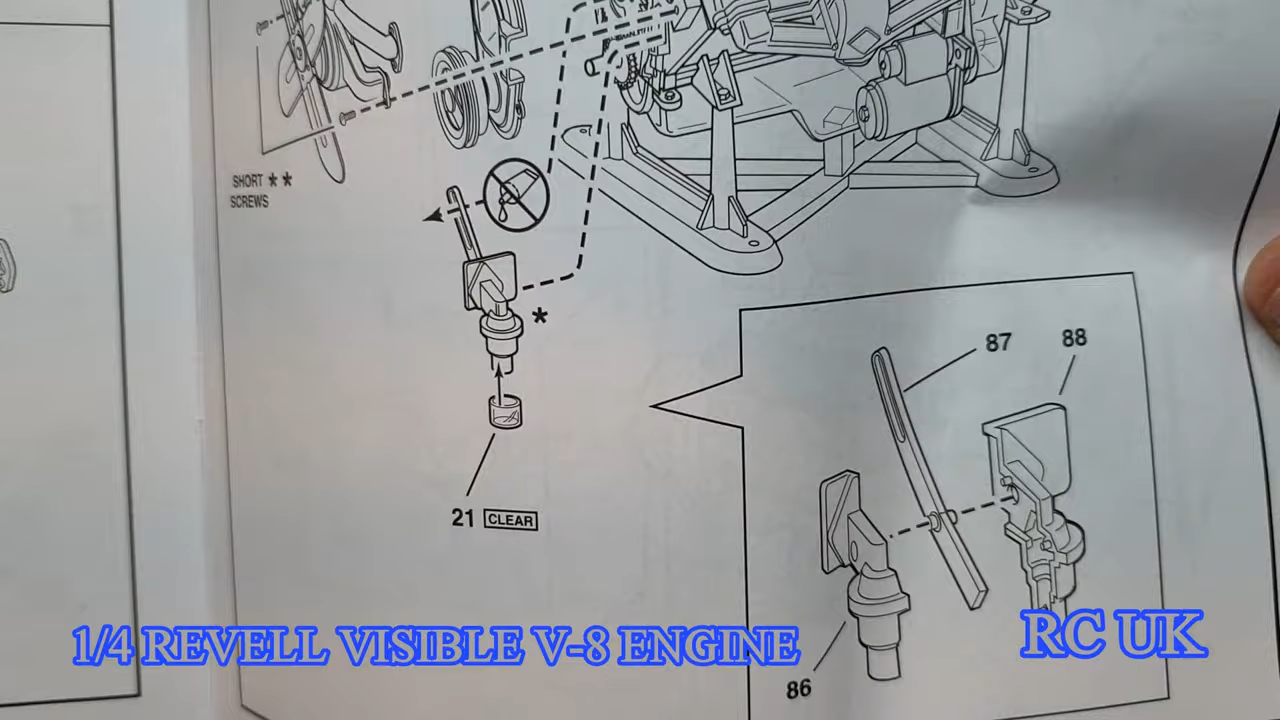 SHORT **
SCREWS
*
87
88
21 CLEAR
86
1/4 REVELL VISIBLE V-8 ENGINE
RC UK